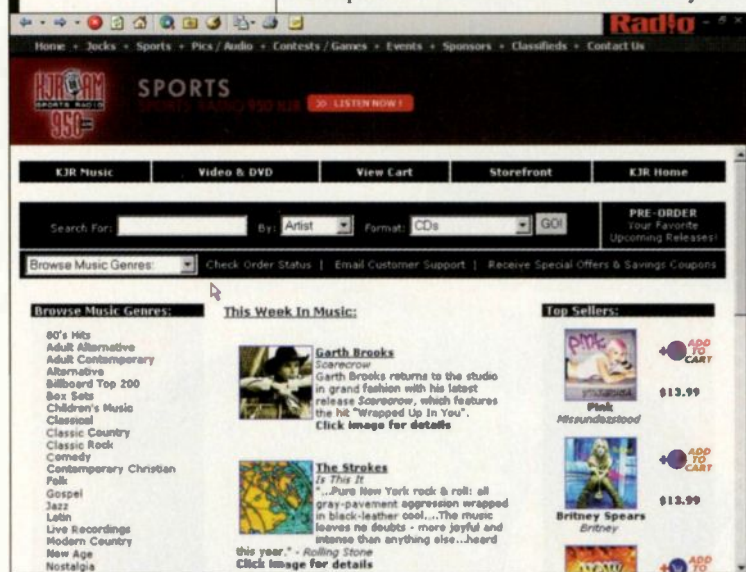 Radio
Home + Jocks + Sports + Pics / Audio + Contests / Games + Events + Sponsors + Classifieds + Contact Us
KJR AM
SPORTS RADIO
950
SPORTS
SPORTS RADIO 950 KJR
» LISTEN NOW !
KJR Music
Video & DVD
View Cart
Storefront
KJR Home
Search For:
By: Artist
Format: CDs
GO!
PRE-ORDER
Your Favorite
Upcoming Releases!
Browse Music Genres:
Check Order Status | Email Customer Support | Receive Special Offers & Savings Coupons
Browse Music Genres:
80's Hits
Adult Alternative
Adult Contemporary
Alternative
Billboard Top 200
Box Sets
Children's Music
Classical
Classic Country
Classic Rock
Comedy
Contemporary Christian
Folk
Gospel
Jazz
Latin
Live Recordings
Modern Country
New Age
Nostalgia
This Week In Music:
Garth Brooks
Scarecrow
Garth Brooks returns to the studio
in grand fashion with his latest
release Scarecrow, which features
the hit "Wrapped Up In You".
Click image for details
The Strokes
Is This It
"...Pure New York rock & roll: all
gray-pavement aggression wrapped
in black-leather cool....The music
leaves no doubts - more joyful and
intense than anything else...heard
this year." - Rolling Stone
Click image for details
Top Sellers:
P!NK
+ ADD
TO
CART
$13.99
Pink
Missundaztood
+ ADD
TO
CART
$13.99
Britney Spears
Britney
+ ADD
TO